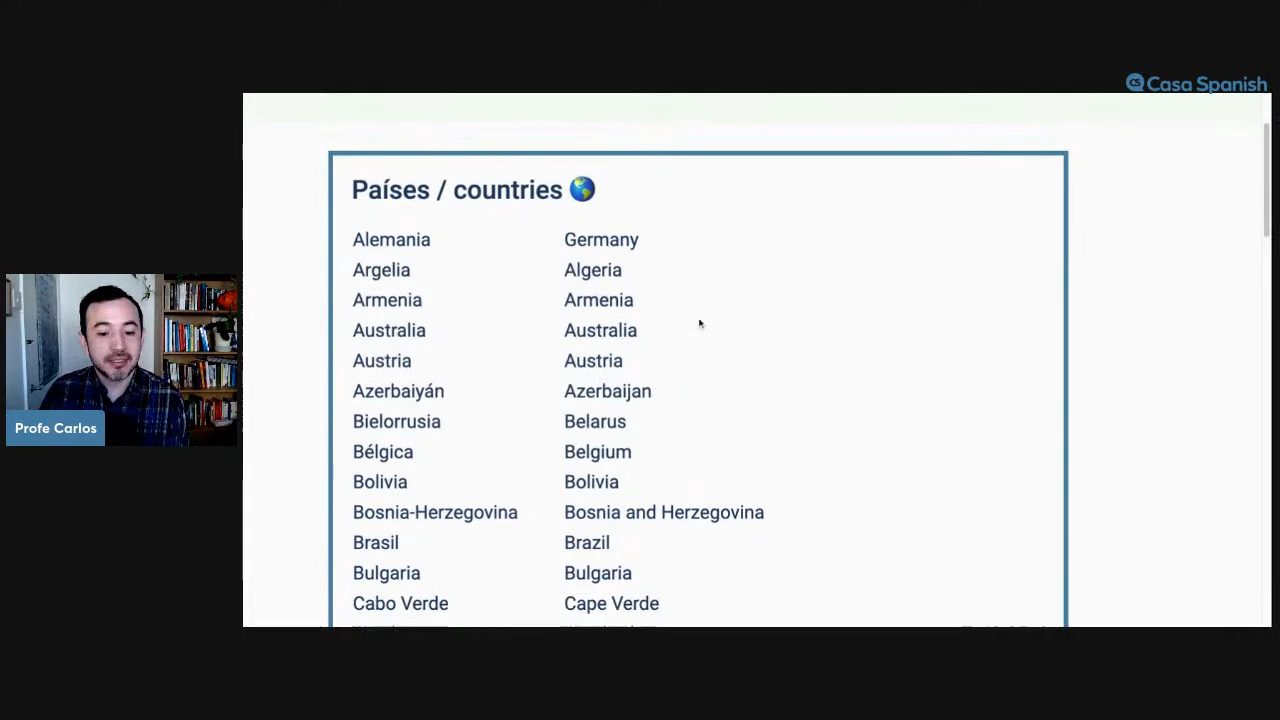 Casa Spanish
Países / countries
Alemania Germany
Argelia Algeria
Armenia Armenia
Australia Australia
Austria Austria
Azerbaiyán Azerbaijan
Bielorrusia Belarus
Bélgica Belgium
Bolivia Bolivia
Bosnia-Herzegovina Bosnia and Herzegovina
Brasil Brazil
Bulgaria Bulgaria
Cabo Verde Cape Verde
Profe Carlos